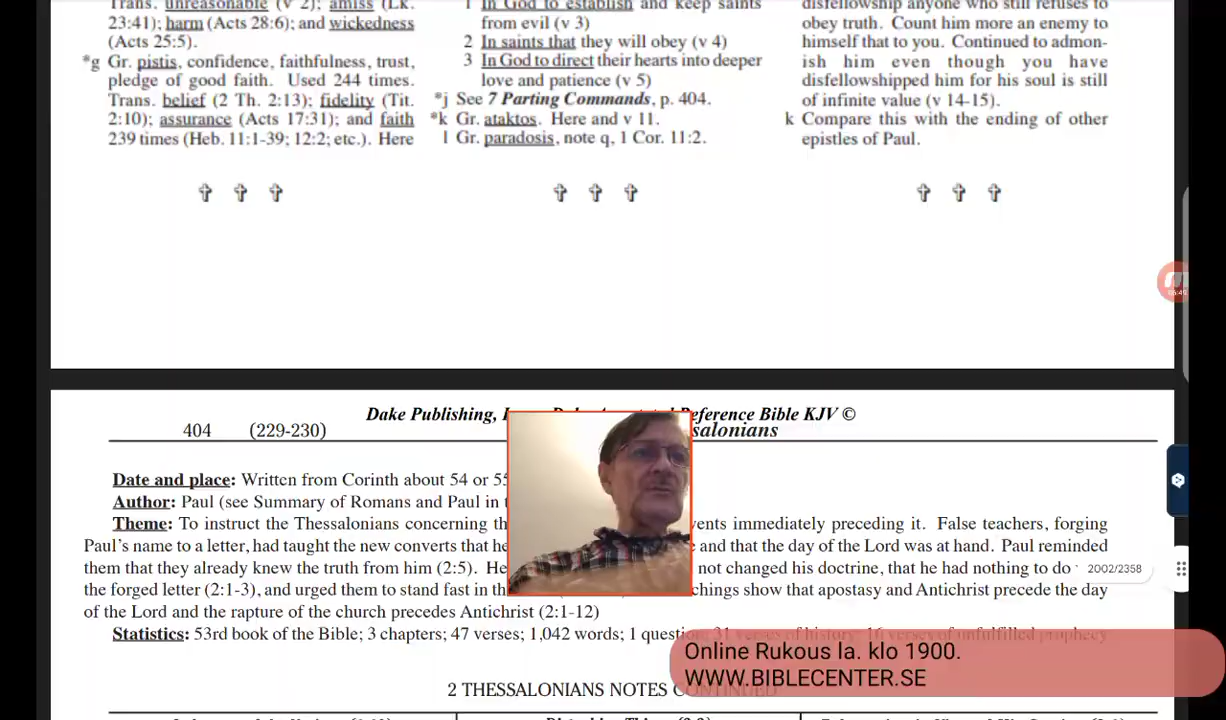 Trans. unreasonable (v 2); amiss (Lk.
23:41); harm (Acts 28:6); and wickedness
(Acts 25:5).
*g Gr. pistis, confidence, faithfulness, trust,
pledge of good faith. Used 244 times.
Trans. belief (2 Th. 2:13); fidelity (Tit.
2:10); assurance (Acts 17:31); and faith
239 times (Heb. 11:1-39; 12:2; etc.). Here
1 In God to establish and keep saints
from evil (v 3)
2 In saints that they will obey (v 4)
3 In God to direct their hearts into deeper
love and patience (v 5)
*j See 7 Parting Commands, p. 404.
*k Gr. ataktos. Here and v 11.
l Gr. paradosis, note q, 1 Cor. 11:2.
disfellowship anyone who still refuses to
obey truth. Count him more an enemy to
himself that to you. Continued to admon-
ish him even though you have
disfellowshipped him for his soul is still
of infinite value (v 14-15).
k Compare this with the ending of other
epistles of Paul.
Dake Publishing, Reference Bible KJV ©
404 (229-230) salonians
Date and place: Written from Corinth about 54 or 55
Author: Paul (see Summary of Romans and Paul in
Theme: To instruct the Thessalonians concerning immediately preceding it. False teachers, forging
Paul's name to a letter, had taught the new converts that and that the day of the Lord was at hand. Paul reminded
them that they already knew the truth from him (2:5). He not changed his doctrine, that he had nothing to do
2002/2358
the forged letter (2:1-3), and urged them to stand fast in show that apostasy and Antichrist precede the day
of the Lord and the rapture of the church precedes Antichrist (2:1-12)
Statistics: 53rd book of the Bible; 3 chapters; 47 verses; 1,042 words; 1 question; 31 verses of history; 16 verses of unfulfilled prophecy
Online Rukous la. klo 1900.
WWW.BIBLECENTER.SE
2 THESSALONIANS NOTES CONTINUED